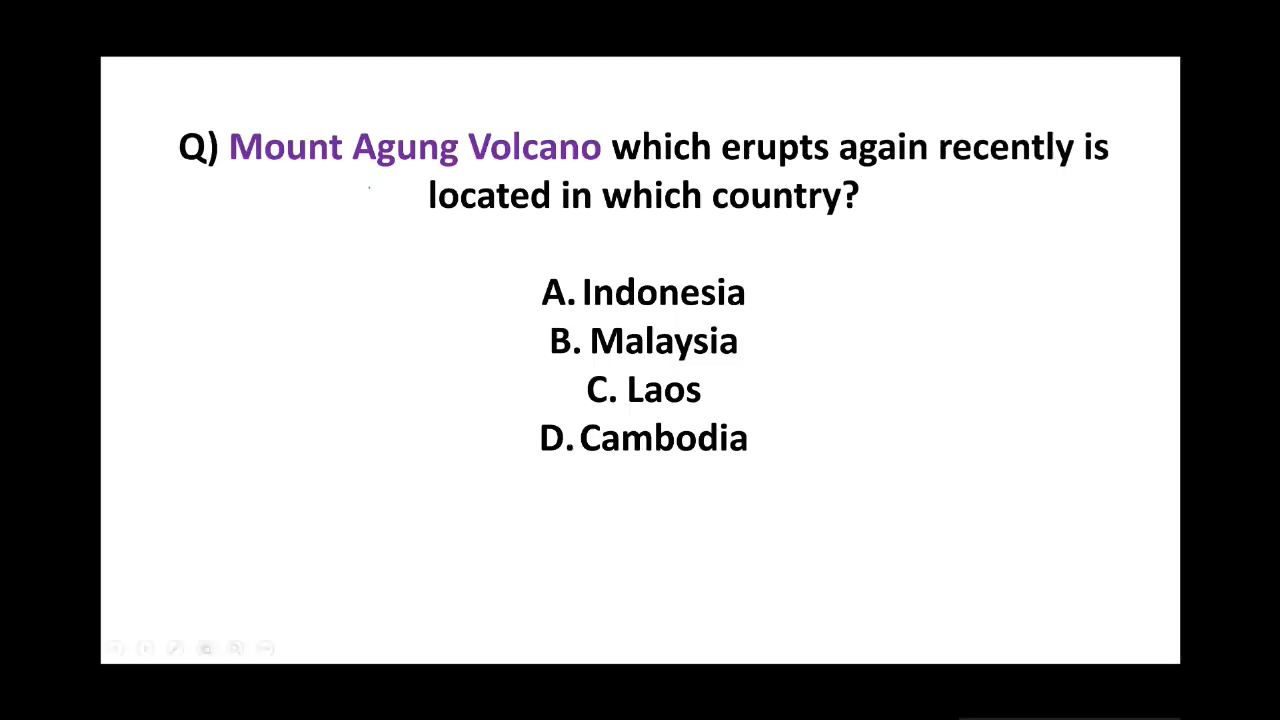 Q) Mount Agung Volcano which erupts again recently is
located in which country?
A. Indonesia
B. Malaysia
C. Laos
D. Cambodia